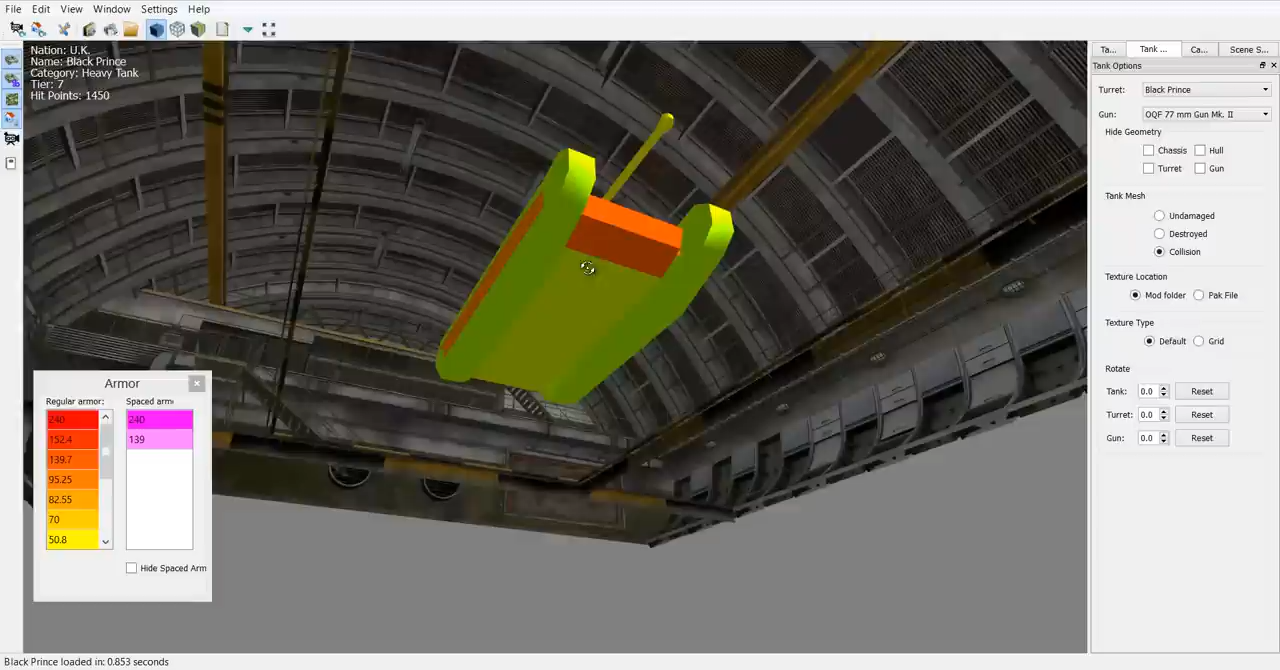 File Edit View Window Settings Help
Nation: U.K.
Name: Black Prince
Category: Heavy Tank
Tier: 7
Hit Points: 1450
Ta... Tank ... Ca... Scene S...
Tank Options
Turret: Black Prince
Gun: OQF 77 mm Gun Mk. II
Hide Geometry
Chassis Hull
Turret Gun
Tank Mesh
Undamaged
Destroyed
Collision
Texture Location
Mod folder Pak File
Texture Type
Default Grid
Rotate
Tank: 0.0 Reset
Turret: 0.0 Reset
Gun: 0.0 Reset
Armor
Regular armor: Spaced arm
240 240
152.4 139
139.7
95.25
82.55
70
50.8
Hide Spaced Arm
Black Prince loaded in: 0.853 seconds